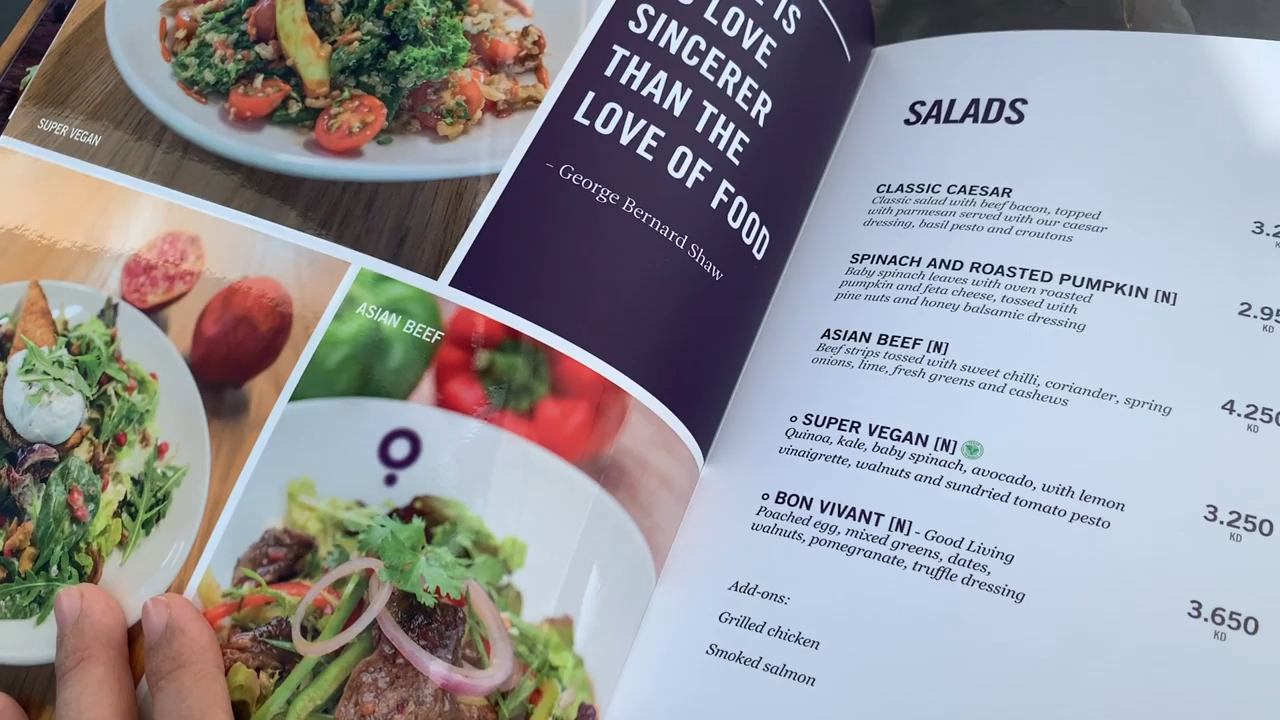 SUPER VEGAN
IS
LOVE
SINCERER
THAN THE
LOVE OF FOOD
– George Bernard Shaw
ASIAN BEEF
SALADS
CLASSIC CAESAR
Classic salad with beef bacon, topped
with parmesan served with our caesar
dressing, basil pesto and croutons
3.2
SPINACH AND ROASTED PUMPKIN [N]
Baby spinach leaves with oven roasted
pumpkin and feta cheese, tossed with
pine nuts and honey balsamic dressing
2.95
KD
ASIAN BEEF [N]
Beef strips tossed with sweet chilli, coriander, spring
onions, lime, fresh greens and cashews
4.250
KD
SUPER VEGAN [N]
Quinoa, kale, baby spinach, avocado, with lemon
vinaigrette, walnuts and sundried tomato pesto
3.250
KD
BON VIVANT [N] - Good Living
Poached egg, mixed greens, dates,
walnuts, pomegranate, truffle dressing
3.650
KD
Add-ons:
Grilled chicken
Smoked salmon